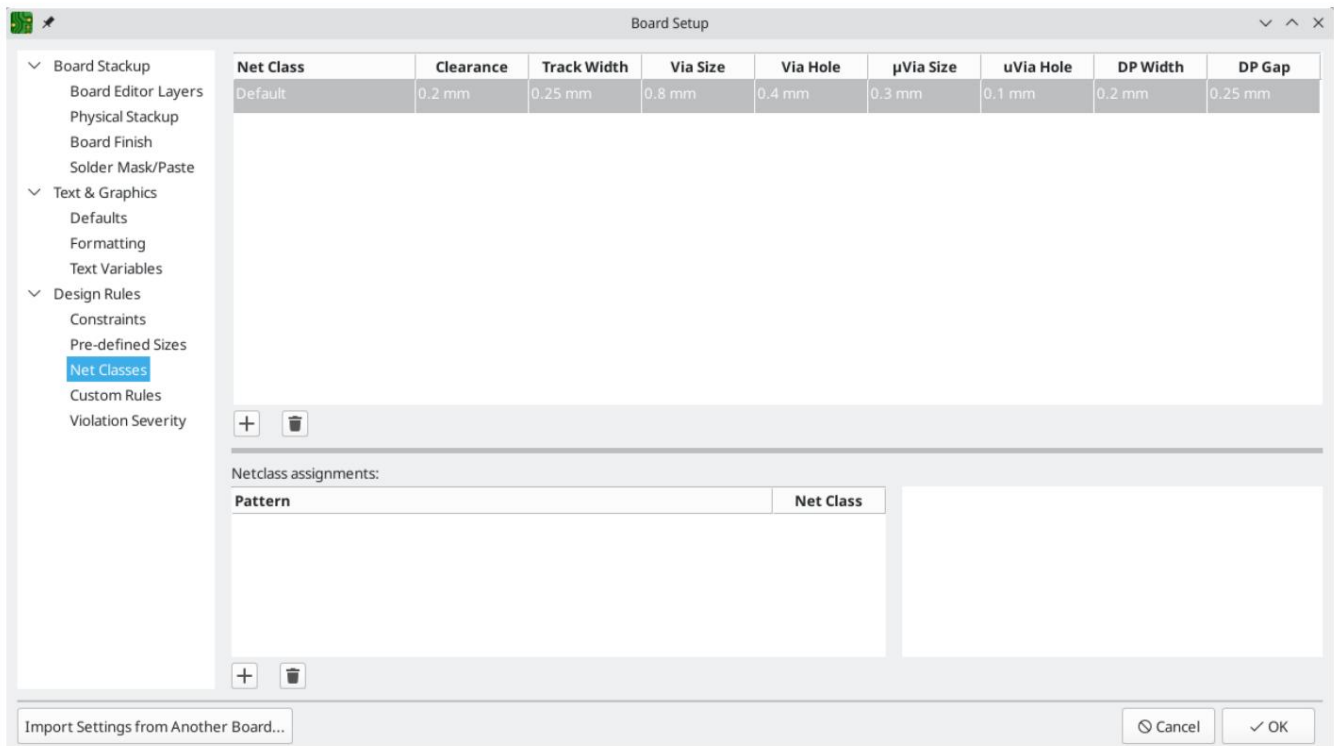 Board Setup
Board Stackup
Board Editor Layers
Physical Stackup
Board Finish
Solder Mask/Paste
Text & Graphics
Defaults
Formatting
Text Variables
Design Rules
Constraints
Pre-defined Sizes
Net Classes
Custom Rules
Violation Severity
Net Class Clearance Track Width Via Size Via Hole µVia Size uVia Hole DP Width DP Gap
Default 0.2 mm 0.25 mm 0.8 mm 0.4 mm 0.3 mm 0.1 mm 0.2 mm 0.25 mm
Netclass assignments:
Pattern Net Class
Import Settings from Another Board... Cancel OK